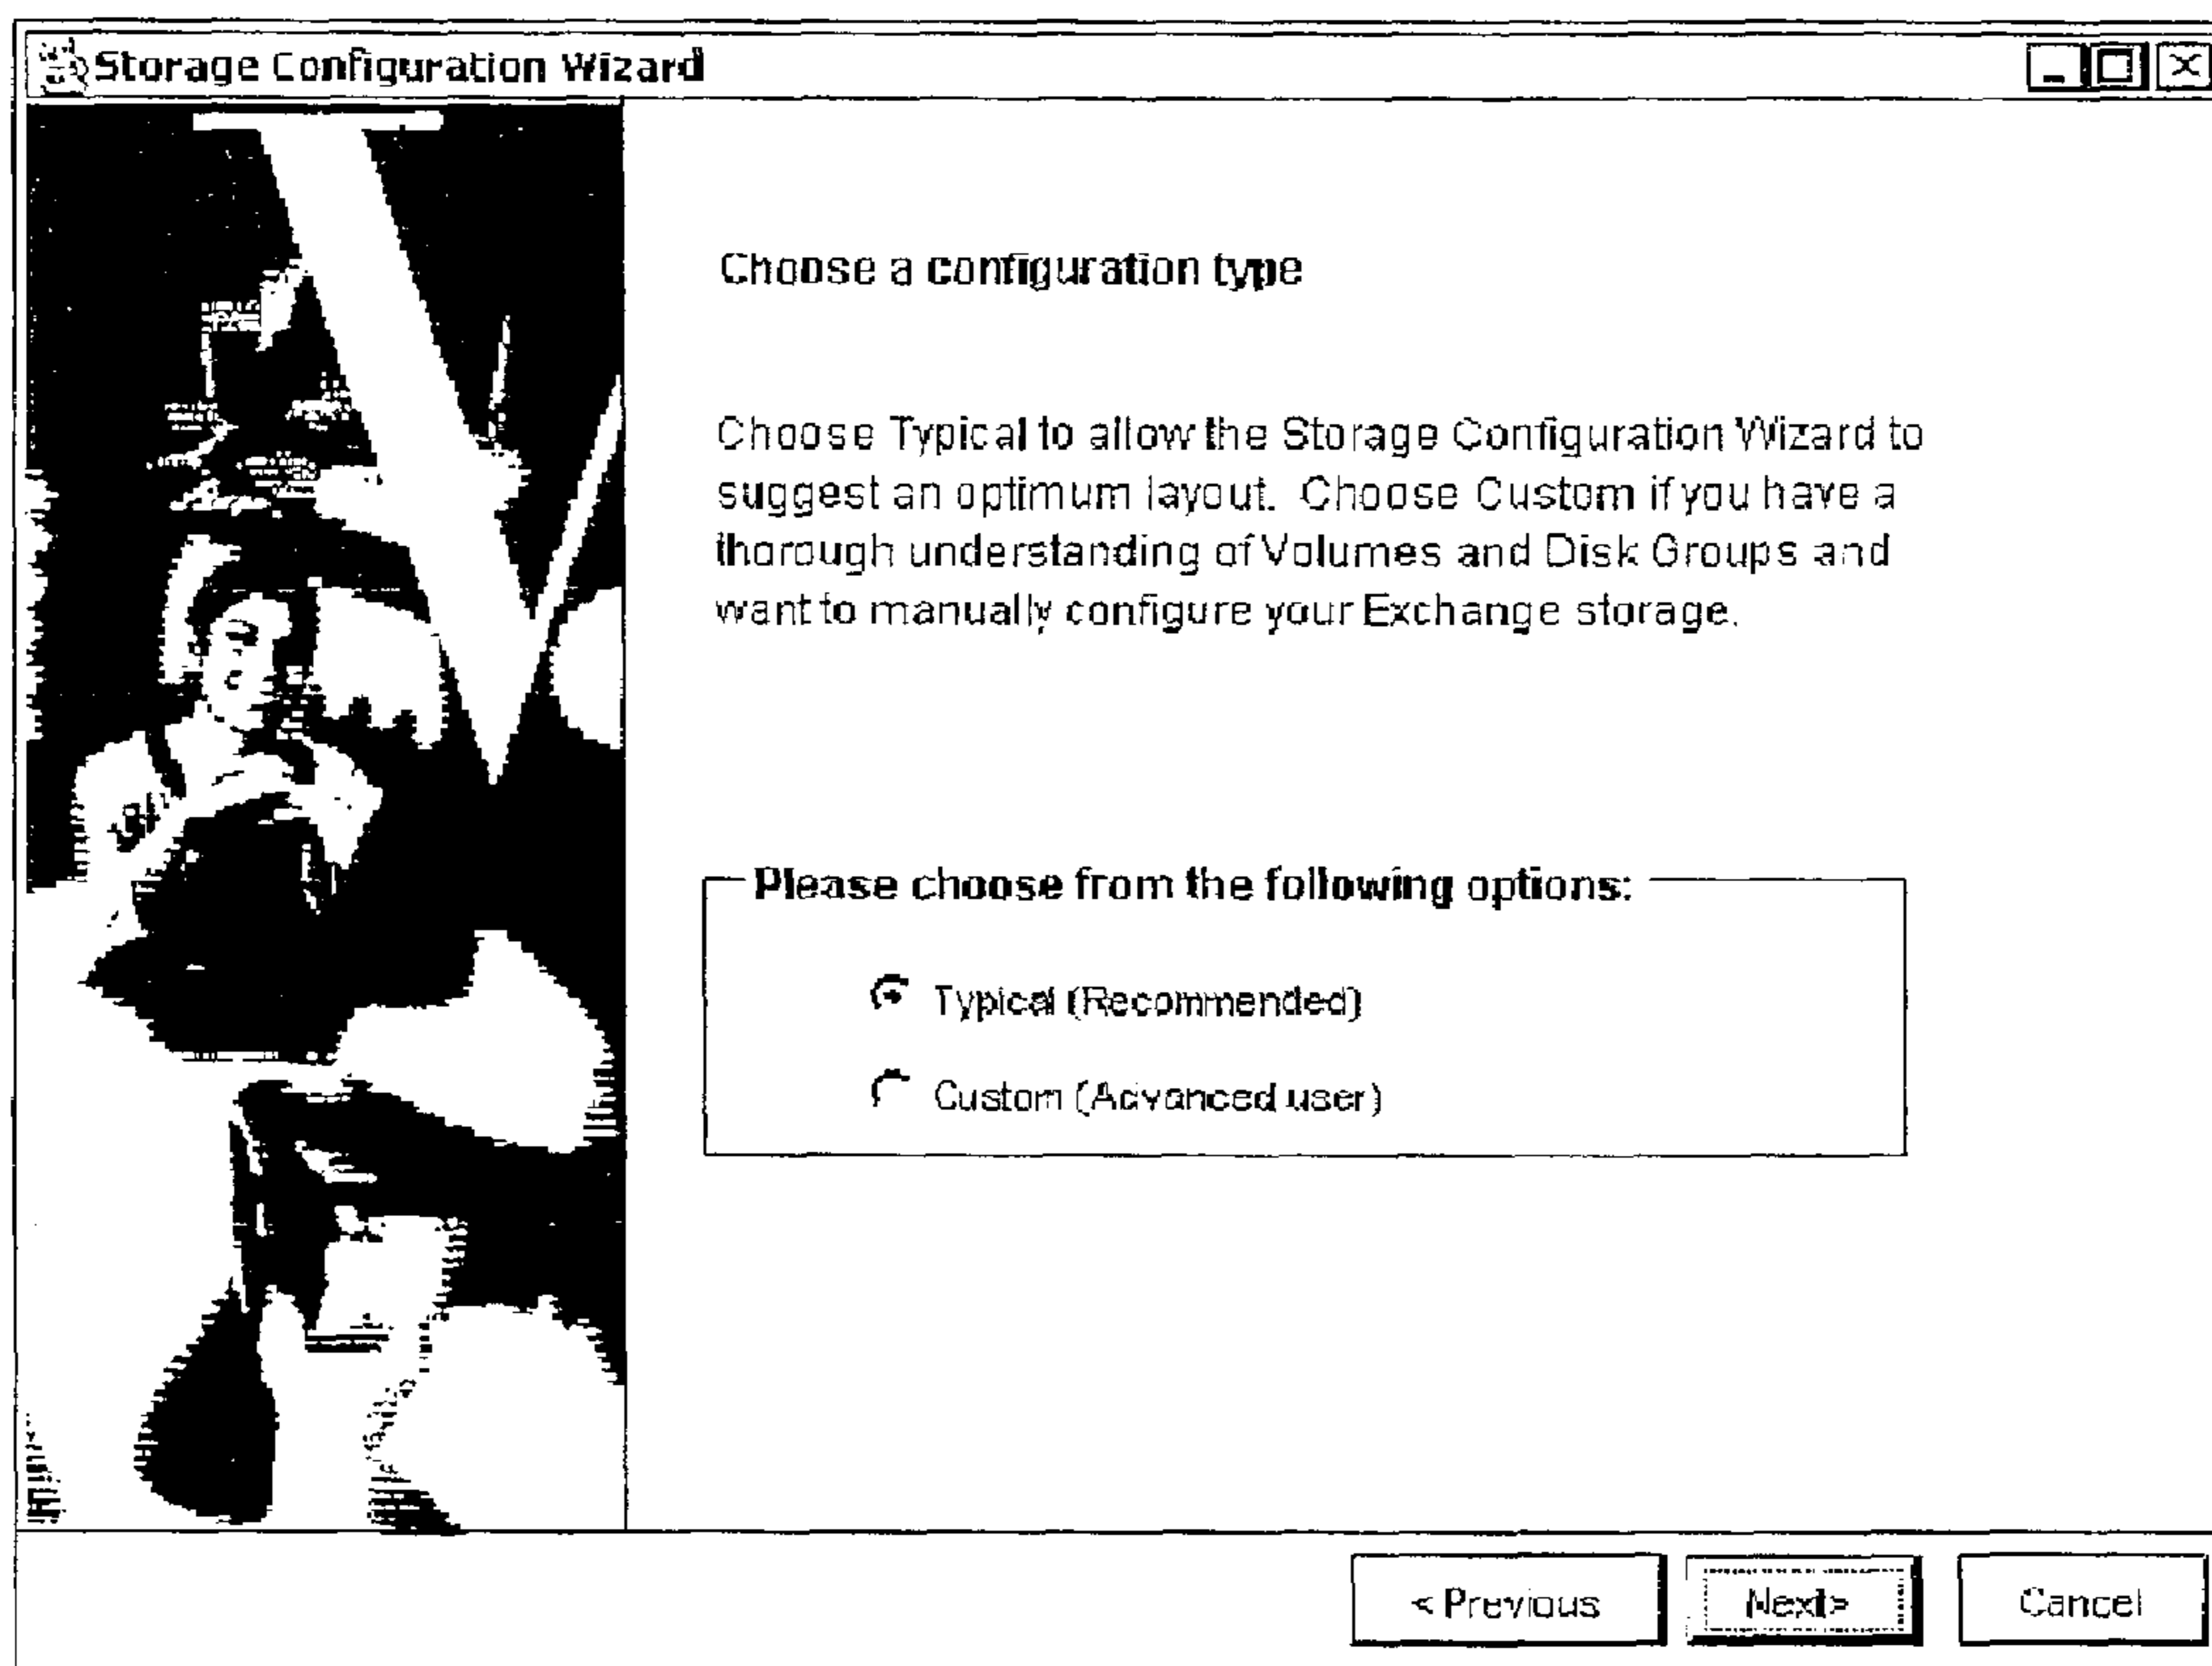 Storage Configuration Wizard
Choose a configuration type
Choose Typical to allow the Storage Configuration Wizard to
suggest an optimum layout. Choose Custom if you have a
thorough understanding of Volumes and Disk Groups and
want to manually configure your Exchange storage.
Please choose from the following options:
Typical (Recommended)
Custom (Advanced user)
< Previous
Next>
Cancel